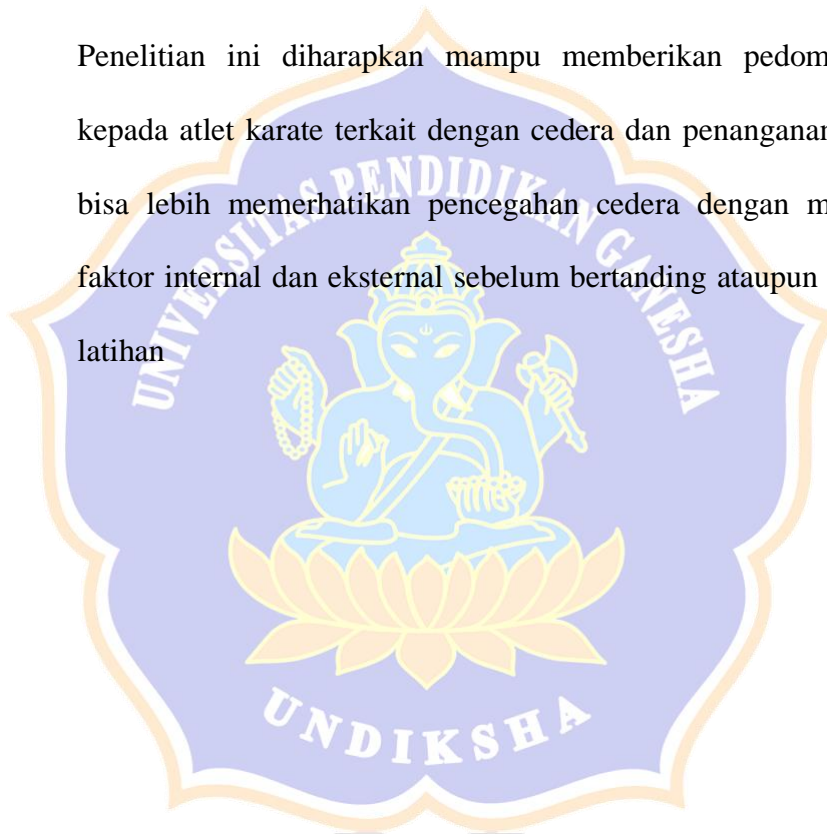 Penelitian ini diharapkan mampu memberikan pedom
kepada atlet karate terkait dengan cedera dan penangana
bisa lebih memerhatikan pencegahan cedera dengan m
faktor internal dan eksternal sebelum bertanding ataupun
latihan
UNIVERSITAS PENDIDIKAN GANESHA
UNDIKSHA